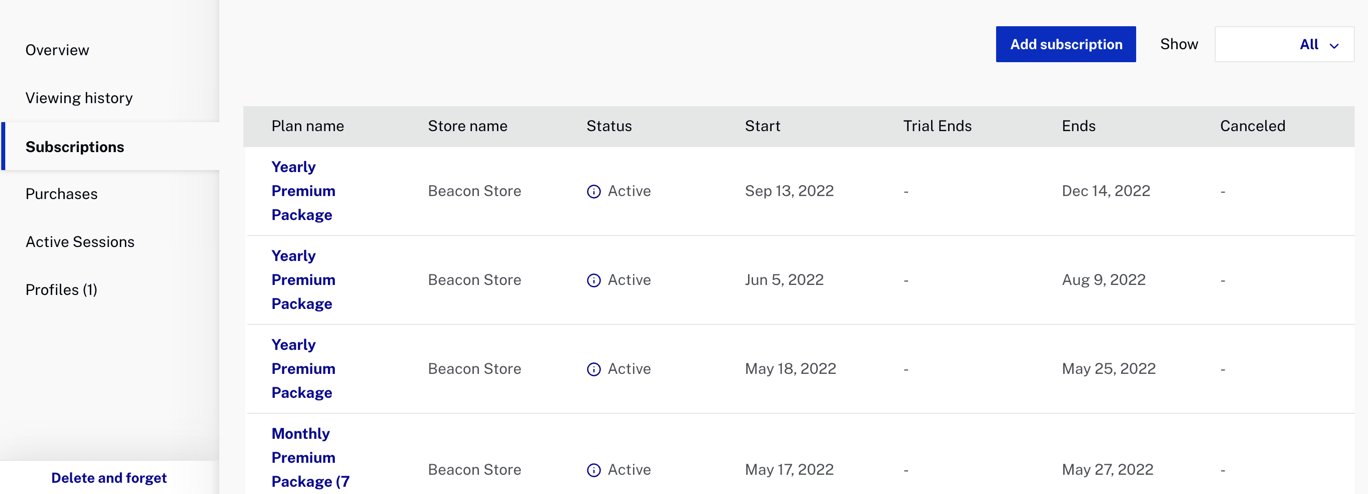 Overview
Viewing history
Subscriptions
Purchases
Active Sessions
Profiles (1)
Delete and forget
Add subscription Show All
Plan name Store name Status Start Trial Ends Ends Canceled
Yearly
Premium
Package
Beacon Store Active Sep 13, 2022 - Dec 14, 2022 -
Yearly
Premium
Package
Beacon Store Active Jun 5, 2022 - Aug 9, 2022 -
Yearly
Premium
Package
Beacon Store Active May 18, 2022 - May 25, 2022 -
Monthly
Premium
Package (7
Beacon Store Active May 17, 2022 - May 27, 2022 -